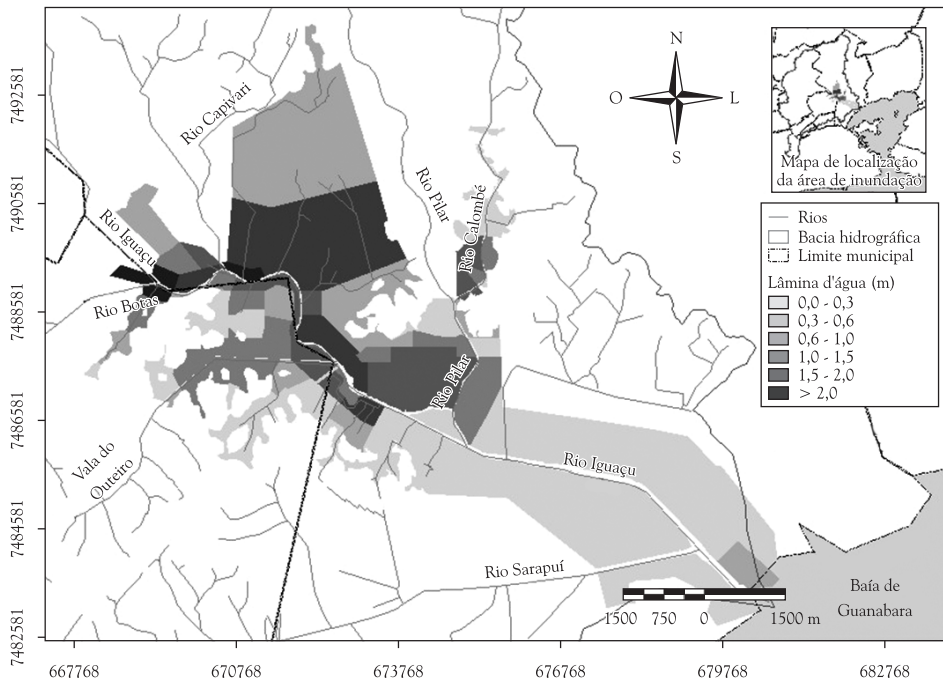 N
O
L
S
Mapa de localização
da área de inundação
Rios
Bacia hidrográfica
Limite municipal
Lâmina d'água (m)
0,0 - 0,3
0,3 - 0,6
0,6 - 1,0
1,0 - 1,5
1,5 - 2,0
> 2,0
Rio Capivari
Rio Pilar
Rio Calombé
Rio Iguaçu
Rio Botas
Rio Pilar
Vala do
Outeiro
Rio Iguaçu
Rio Sarapuí
Baía de
Guanabara
1500 750 0 1500 m
7492581
7490581
7488581
7486581
7484581
7482581
667768 670768 673768 676768 679768 682768